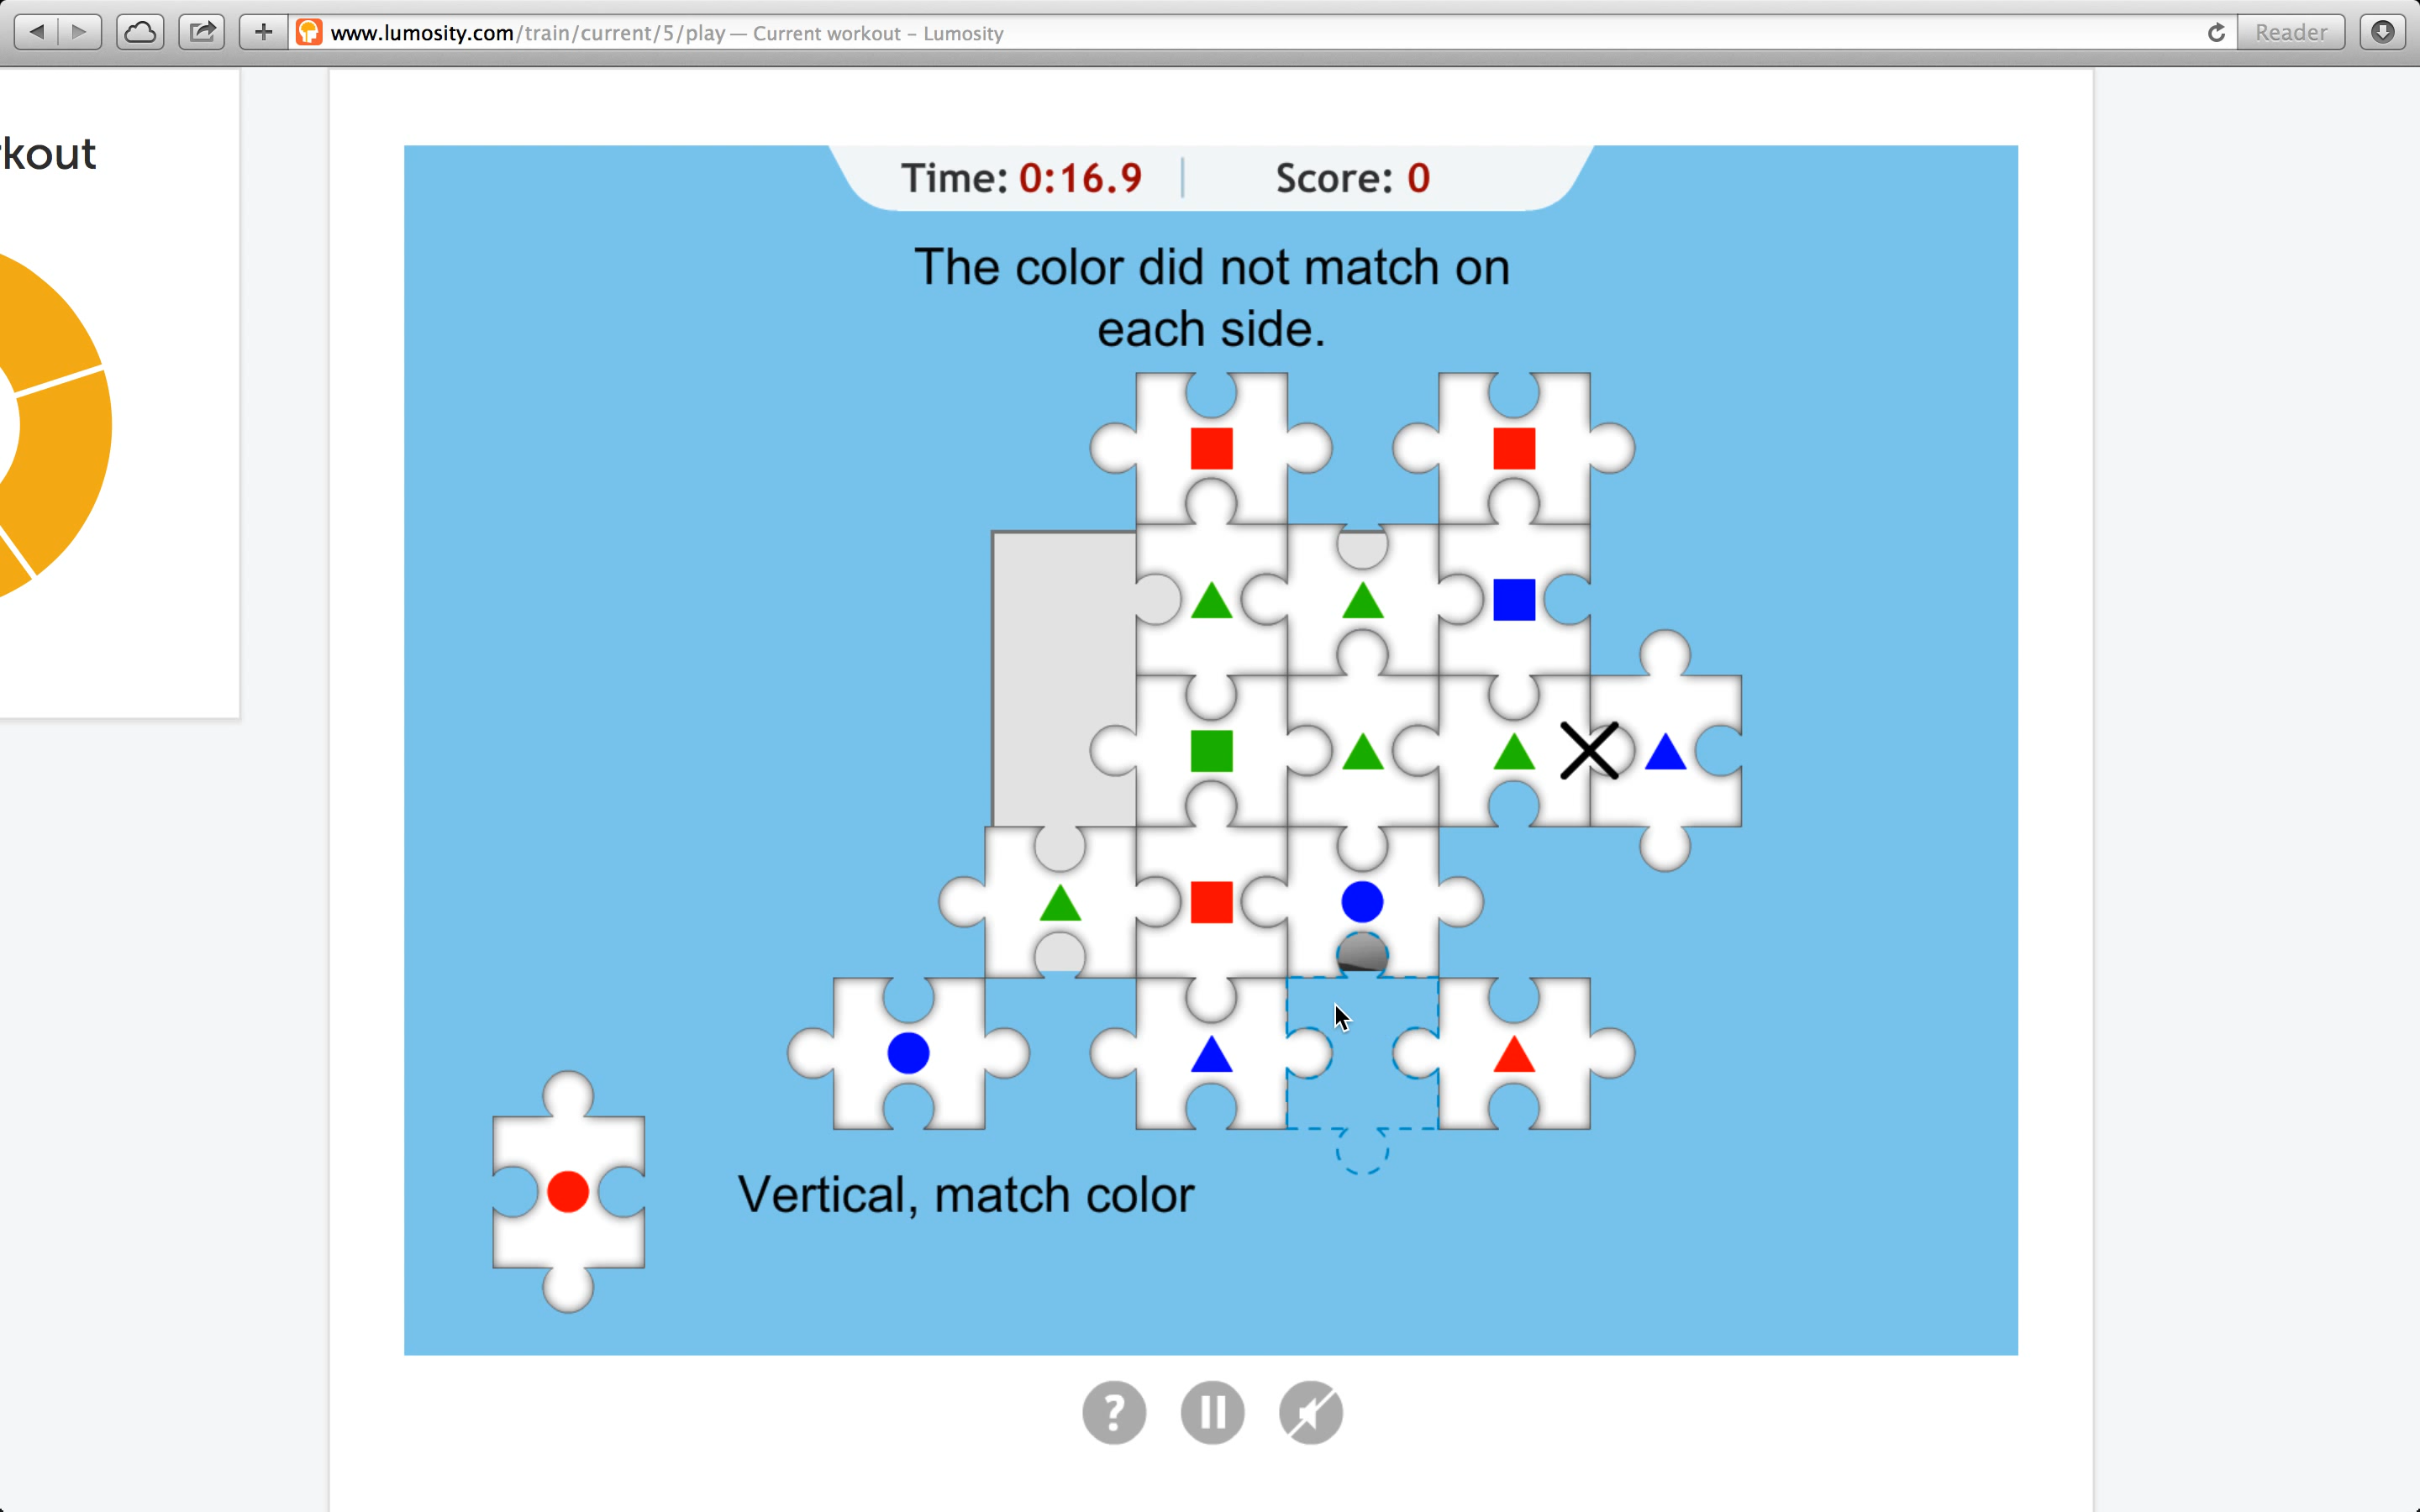 www.lumosity.com/train/current/5/play — Current workout – Lumosity
Reader
rkout
Time: 0:16.9
Score: 0
The color did not match on
each side.
Vertical, match color
?